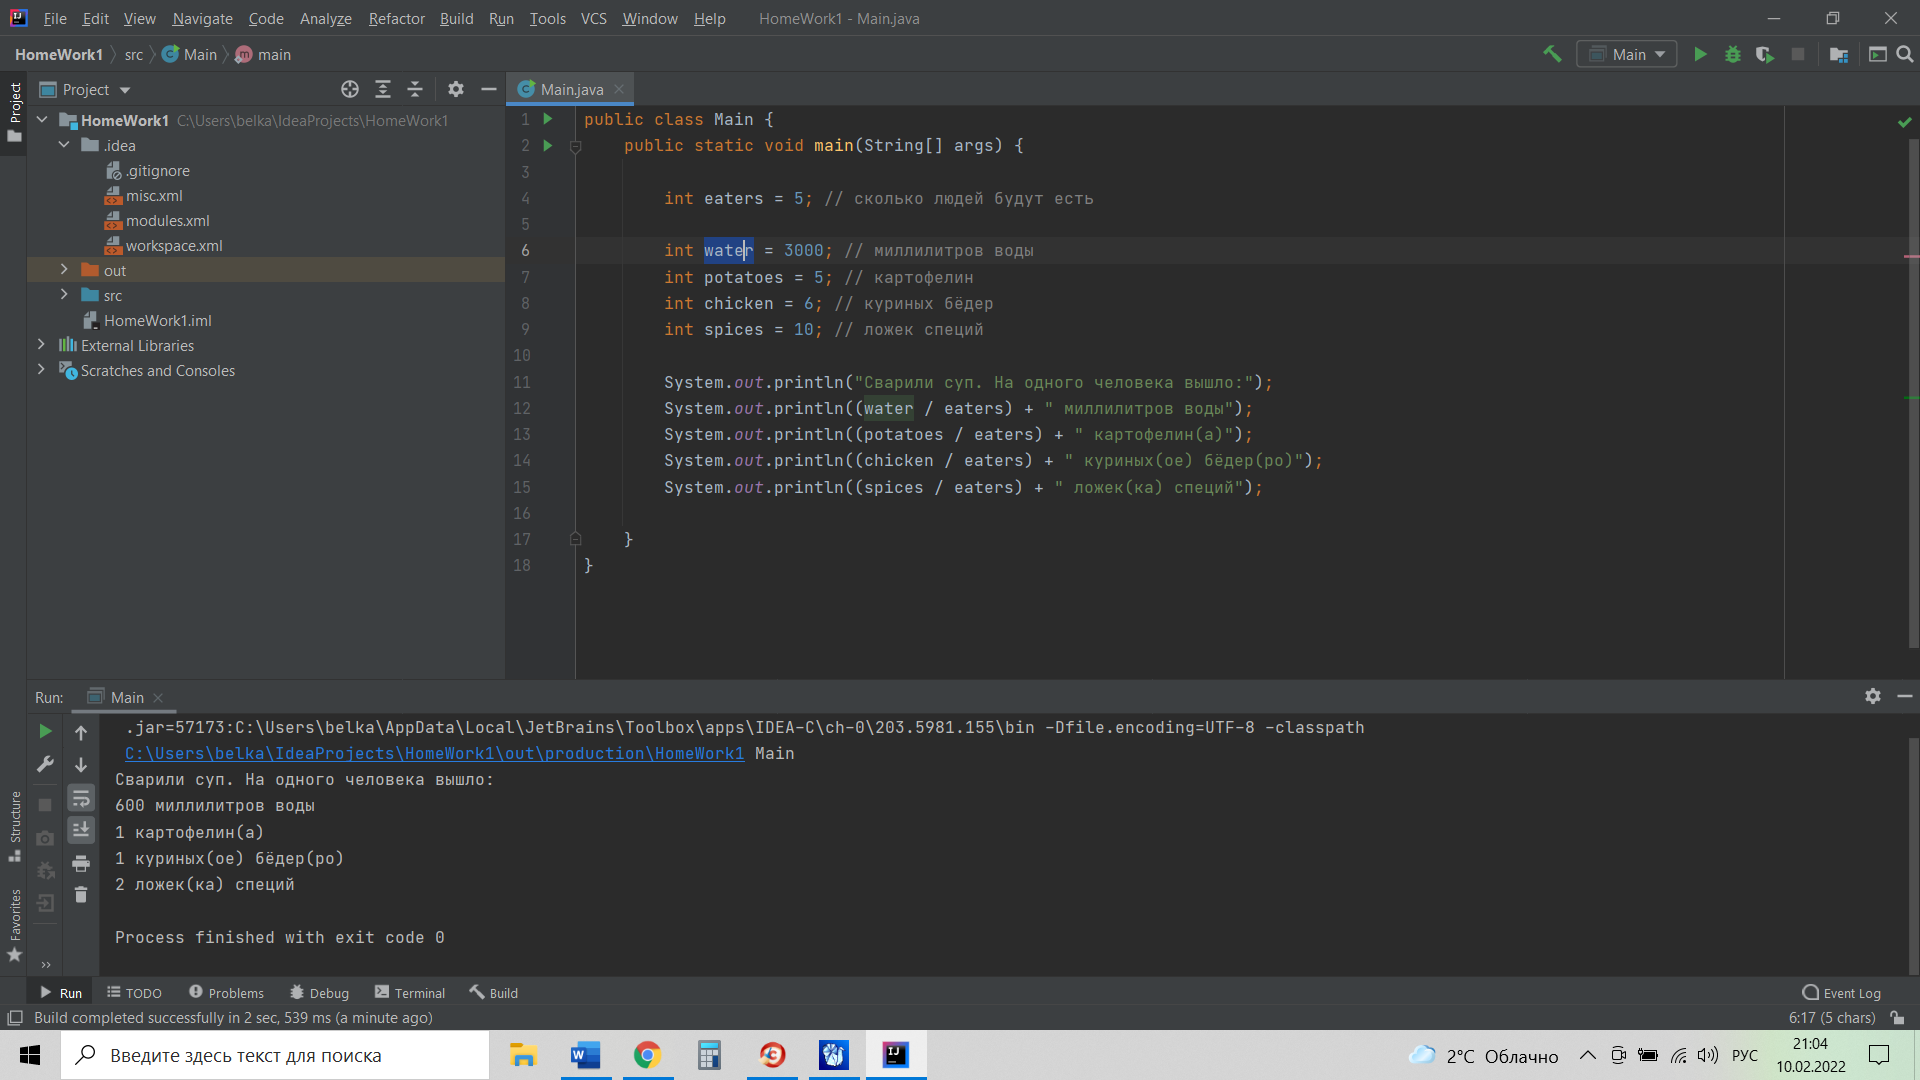 File Edit View Navigate Code Analyze Refactor Build Run Tools VCS Window Help HomeWork1 - Main.java
HomeWork1 src Main main
Main
Project
Project
Main.java
HomeWork1 C:\Users\belka\IdeaProjects\HomeWork1
.idea
.gitignore
misc.xml
modules.xml
workspace.xml
out
src
HomeWork1.iml
External Libraries
Scratches and Consoles
1 public class Main {
2 public static void main(String[] args) {
3
4 int eaters = 5; // сколько людей будут есть
5
6 int water = 3000; // миллилитров воды
7 int potatoes = 5; // картофелин
8 int chicken = 6; // куриных бёдер
9 int spices = 10; // ложек специй
10
11 System.out.println("Сварили суп. На одного человека вышло:");
12 System.out.println((water / eaters) + " миллилитров воды");
13 System.out.println((potatoes / eaters) + " картофелин(а)");
14 System.out.println((chicken / eaters) + " куриных(ое) бёдер(ро)");
15 System.out.println((spices / eaters) + " ложек(ка) специй");
16
17 }
18 }
Run: Main
.jar=57173:C:\Users\belka\AppData\Local\JetBrains\Toolbox\apps\IDEA-C\ch-0\203.5981.155\bin -Dfile.encoding=UTF-8 -classpath
C:\Users\belka\IdeaProjects\HomeWork1\out\production\HomeWork1 Main
Сварили суп. На одного человека вышло:
600 миллилитров воды
1 картофелин(а)
1 куриных(ое) бёдер(ро)
2 ложек(ка) специй
Process finished with exit code 0
Structure
Favorites
Run TODO Problems Debug Terminal Build Event Log
Build completed successfully in 2 sec, 539 ms (a minute ago) 6:17 (5 chars)
Введите здесь текст для поиска
2°C Облачно РУС
21:04
10.02.2022